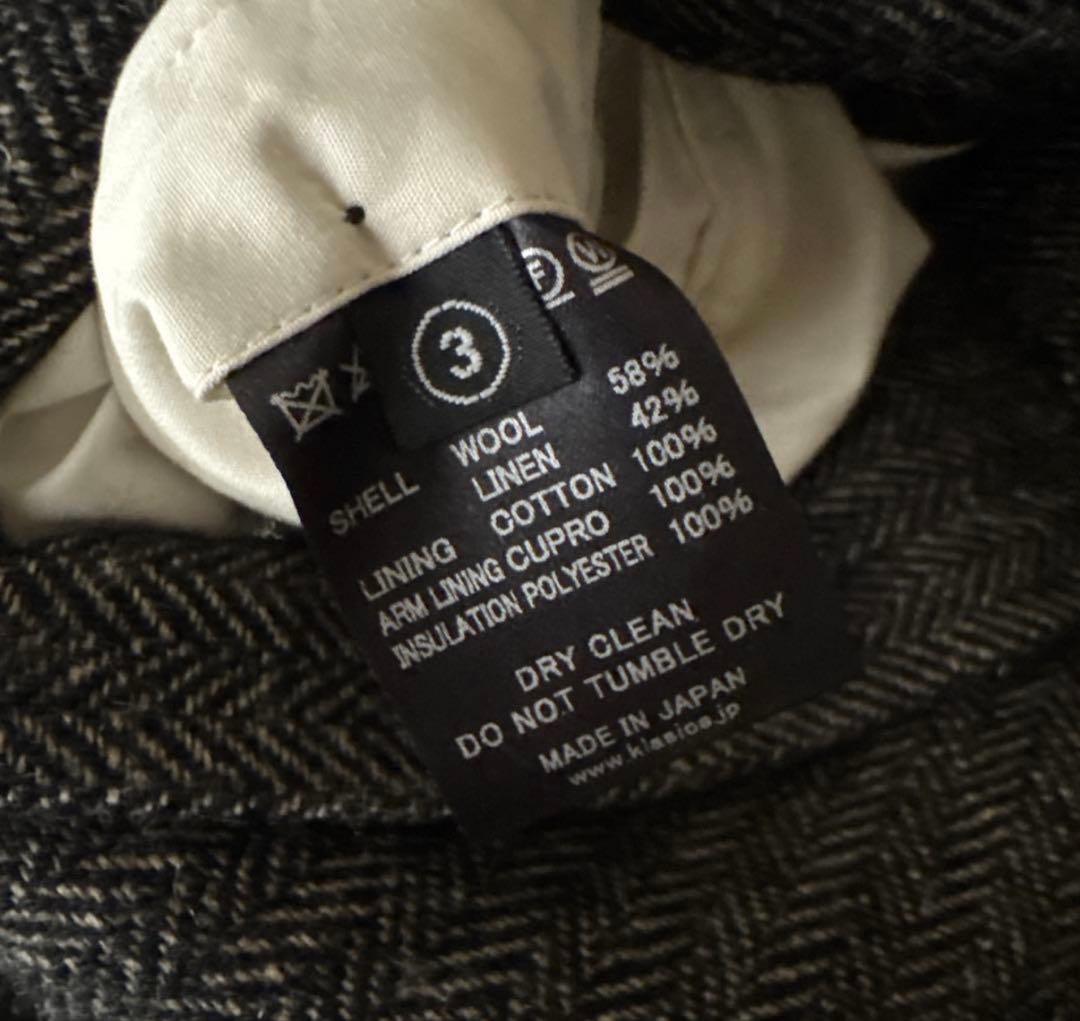 3
F W
SHELL WOOL 58%
LINEN 42%
LINING COTTON 100%
ARM LINING CUPRO 100%
INSULATION POLYESTER 100%
DRY CLEAN
DO NOT TUMBLE DRY
MADE IN JAPAN
www.klasica.jp